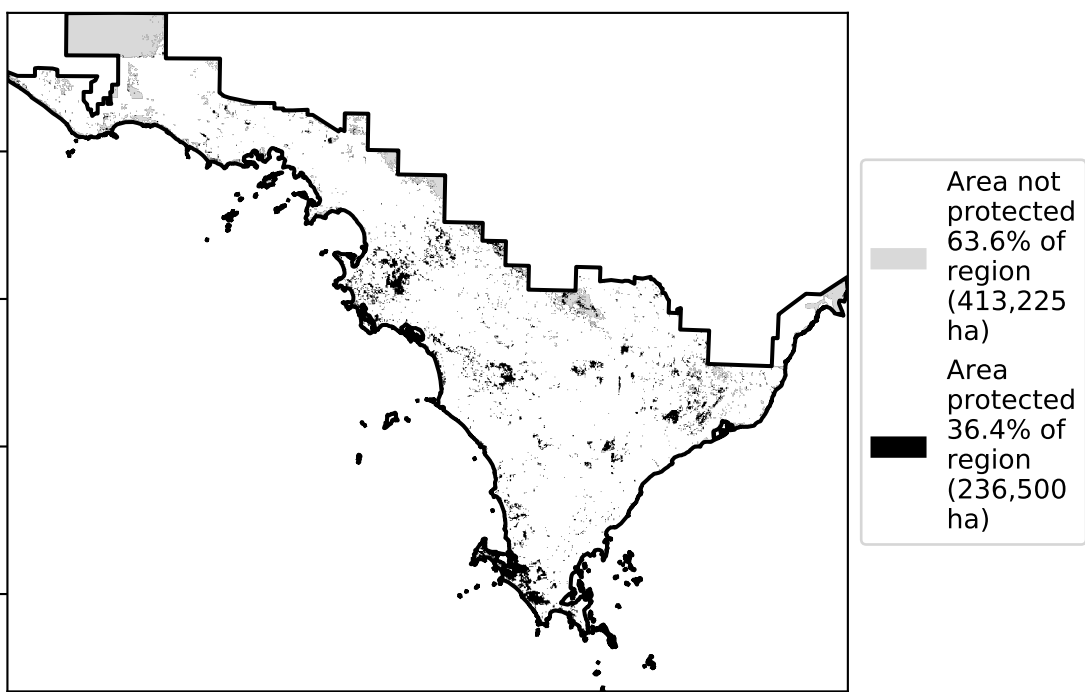 Area not
protected
63.6% of
region
(413,225
ha)
Area
protected
36.4% of
region
(236,500
ha)